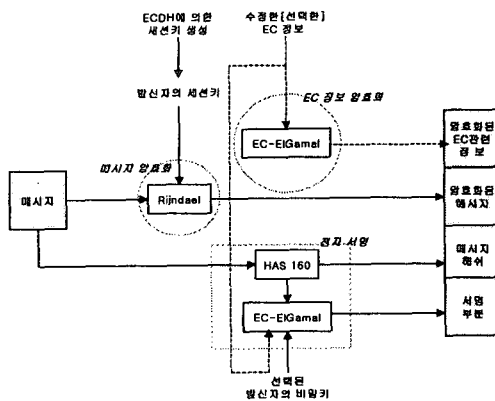 ECDH에 의한
세션키 생성
수정한[선택한]
EC 정보
발신자의 세션키
EC 정보 암호화
EC-ElGamal
암호화된
EC관련
정 보
메시지 암호화
메시지
Rijndael
암호화된
메시지
전자 서명
HAS 160
메시지
해쉬
EC-ElGamal
서명
부분
선택된
발신자의 비밀키